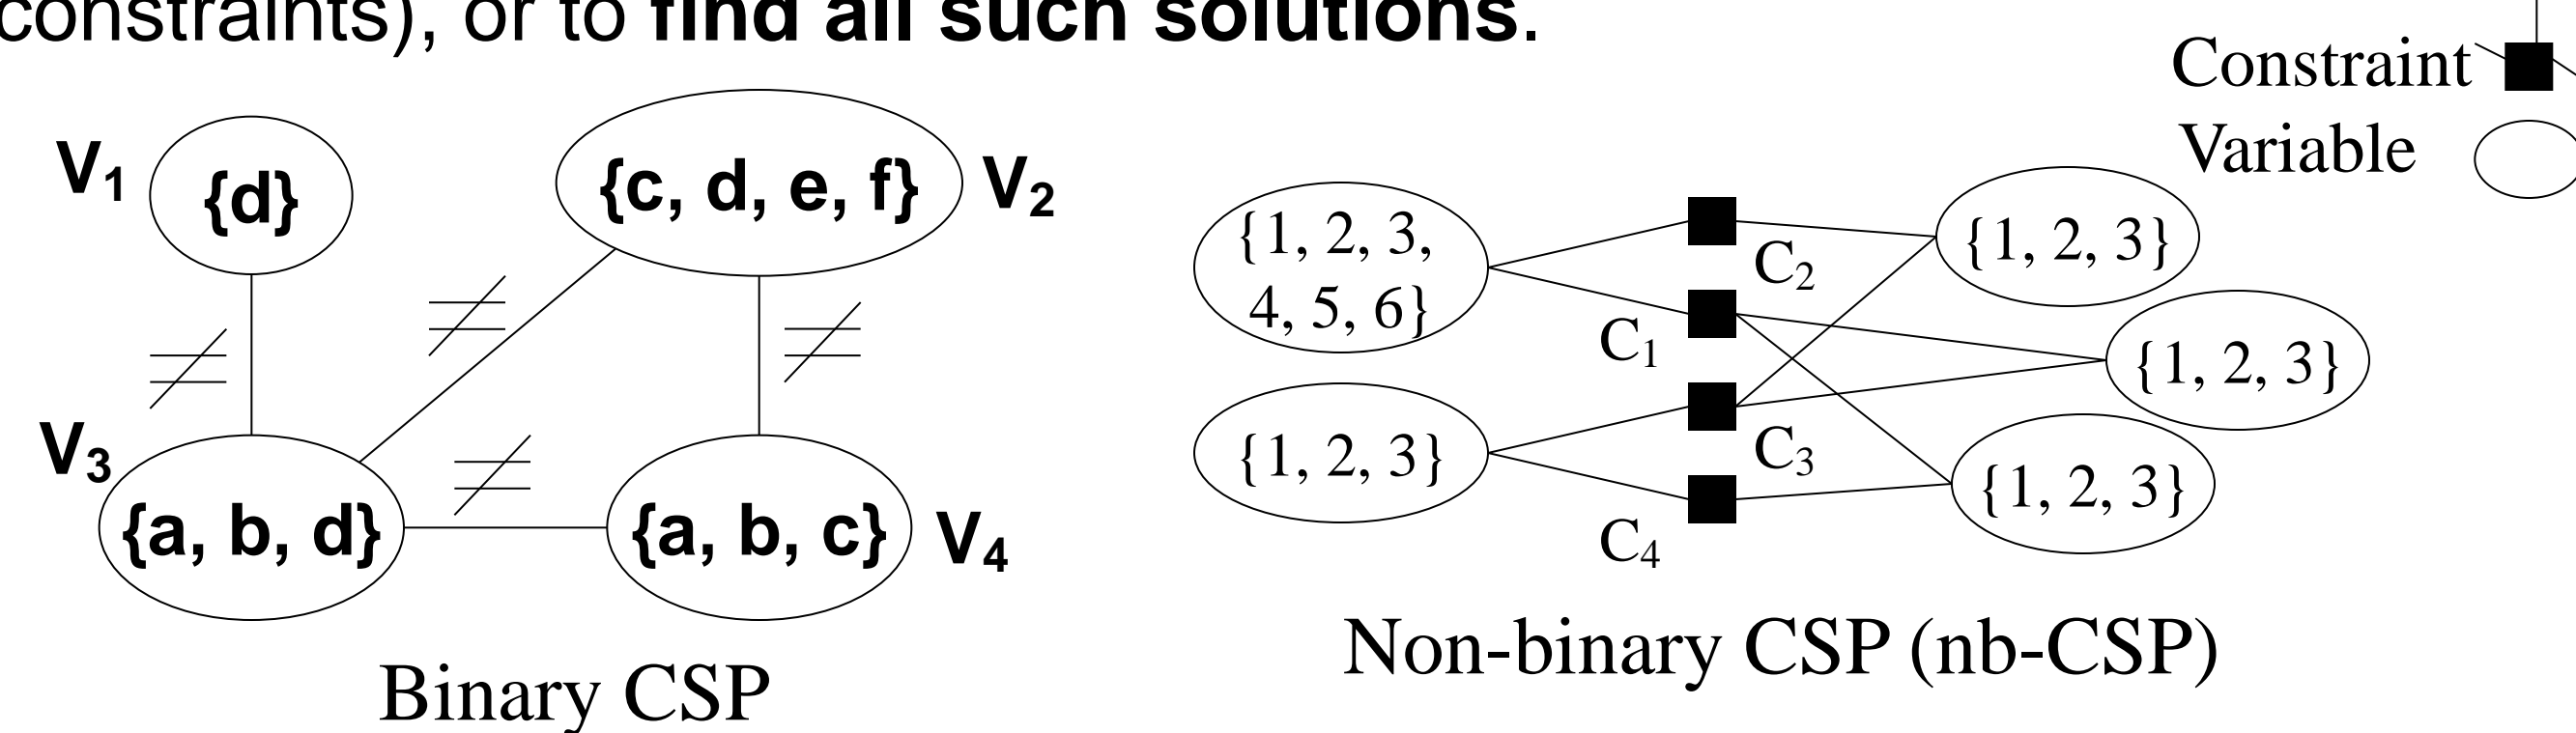 constraints), or to find all such solutions.
Constraint
Variable
V₁
{d}
{c, d, e, f}
V₂
≠
≠
≠
V₃
{a, b, d}
≠
{a, b, c}
V₄
Binary CSP
{1, 2, 3,
4, 5, 6}
{1, 2, 3}
C₂
C₁
C₃
C₄
{1, 2, 3}
{1, 2, 3}
{1, 2, 3}
Non-binary CSP (nb-CSP)